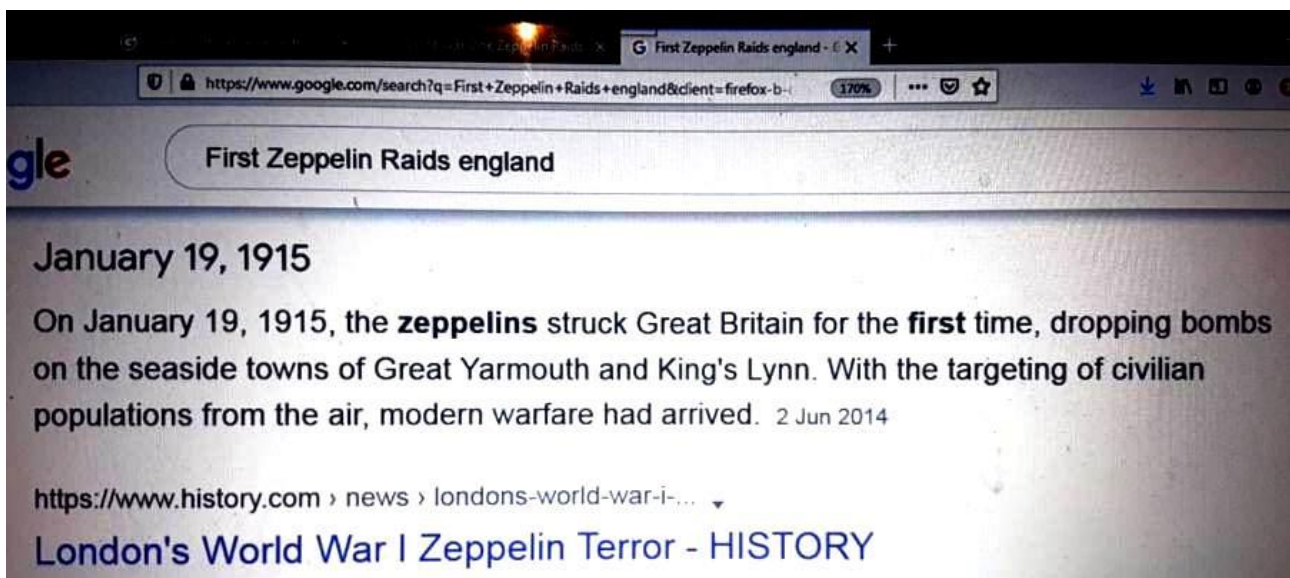 G First Zeppelin Raids england - G X
https://www.google.com/search?q=First+Zeppelin+Raids+england&client=firefox-b-
170%
gle
First Zeppelin Raids england
January 19, 1915
On January 19, 1915, the zeppelins struck Great Britain for the first time, dropping bombs
on the seaside towns of Great Yarmouth and King's Lynn. With the targeting of civilian
populations from the air, modern warfare had arrived. 2 Jun 2014
https://www.history.com › news › londons-world-war-i-...
London's World War I Zeppelin Terror - HISTORY